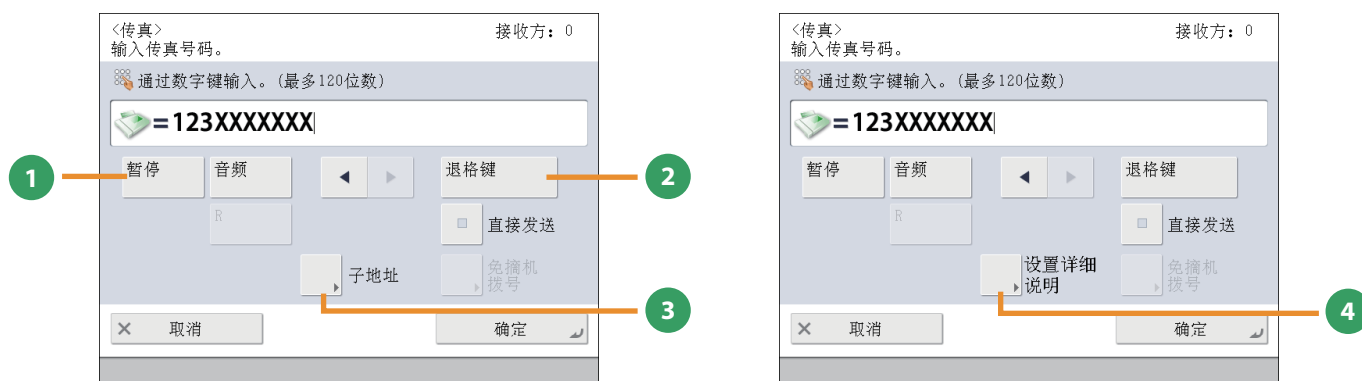 <传真>
接收方: 0
输入传真号码。
通过数字键输入。(最多120位数)
=123XXXXXXX
1
暂停
音频
◀
▶
退格键
2
R
直接发送
子地址
免摘机
拨号
3
× 取消
确定
<传真>
接收方: 0
输入传真号码。
通过数字键输入。(最多120位数)
=123XXXXXXX
暂停
音频
◀
▶
退格键
R
直接发送
设置详细
说明
免摘机
拨号
4
× 取消
确定